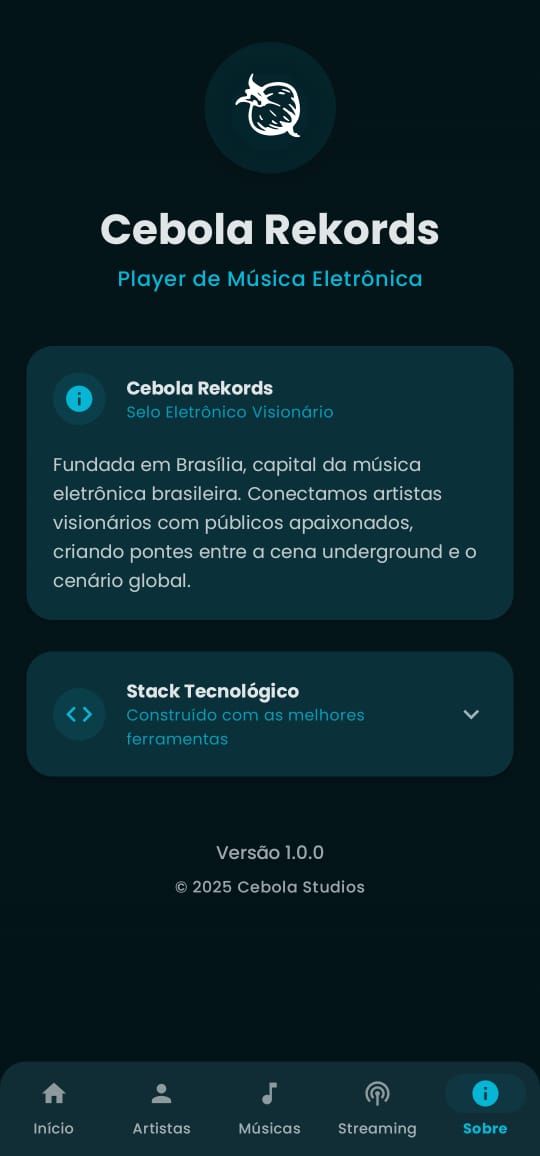 Cebola Rekords
Player de Música Eletrônica
Cebola Rekords
Selo Eletrônico Visionário
Fundada em Brasília, capital da música
eletrônica brasileira. Conectamos artistas
visionários com públicos apaixonados,
criando pontes entre a cena underground e o
cenário global.
Stack Tecnológico
Construído com as melhores
ferramentas
Versão 1.0.0
© 2025 Cebola Studios
Início
Artistas
Músicas
Streaming
Sobre